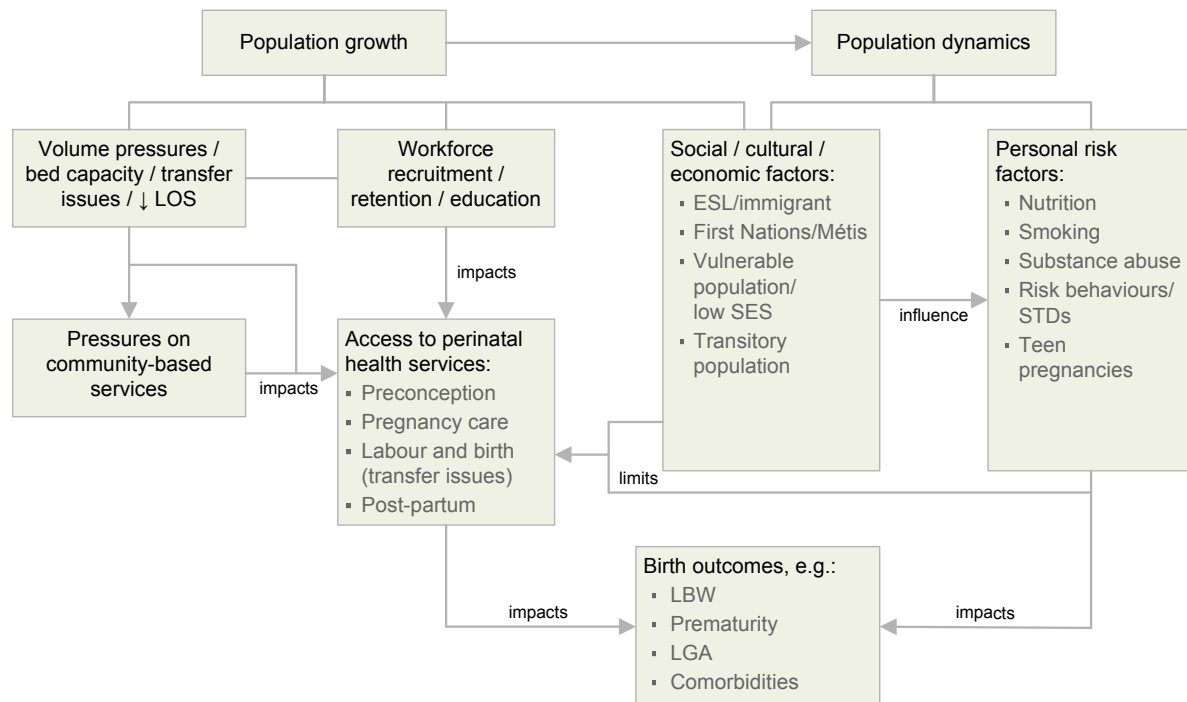 Population growth
Population dynamics
Volume pressures /
bed capacity / transfer
issues / ↓ LOS
Workforce
recruitment /
retention / education
Social / cultural /
economic factors:
▪ ESL/immigrant
▪ First Nations/Métis
▪ Vulnerable
population/
low SES
▪ Transitory
population
Personal risk
factors:
▪ Nutrition
▪ Smoking
▪ Substance abuse
▪ Risk behaviours/
STDs
▪ Teen
pregnancies
impacts
influence
Pressures on
community-based
services
impacts
Access to perinatal
health services:
▪ Preconception
▪ Pregnancy care
▪ Labour and birth
(transfer issues)
▪ Post-partum
limits
Birth outcomes, e.g.:
▪ LBW
▪ Prematurity
▪ LGA
▪ Comorbidities
impacts
impacts